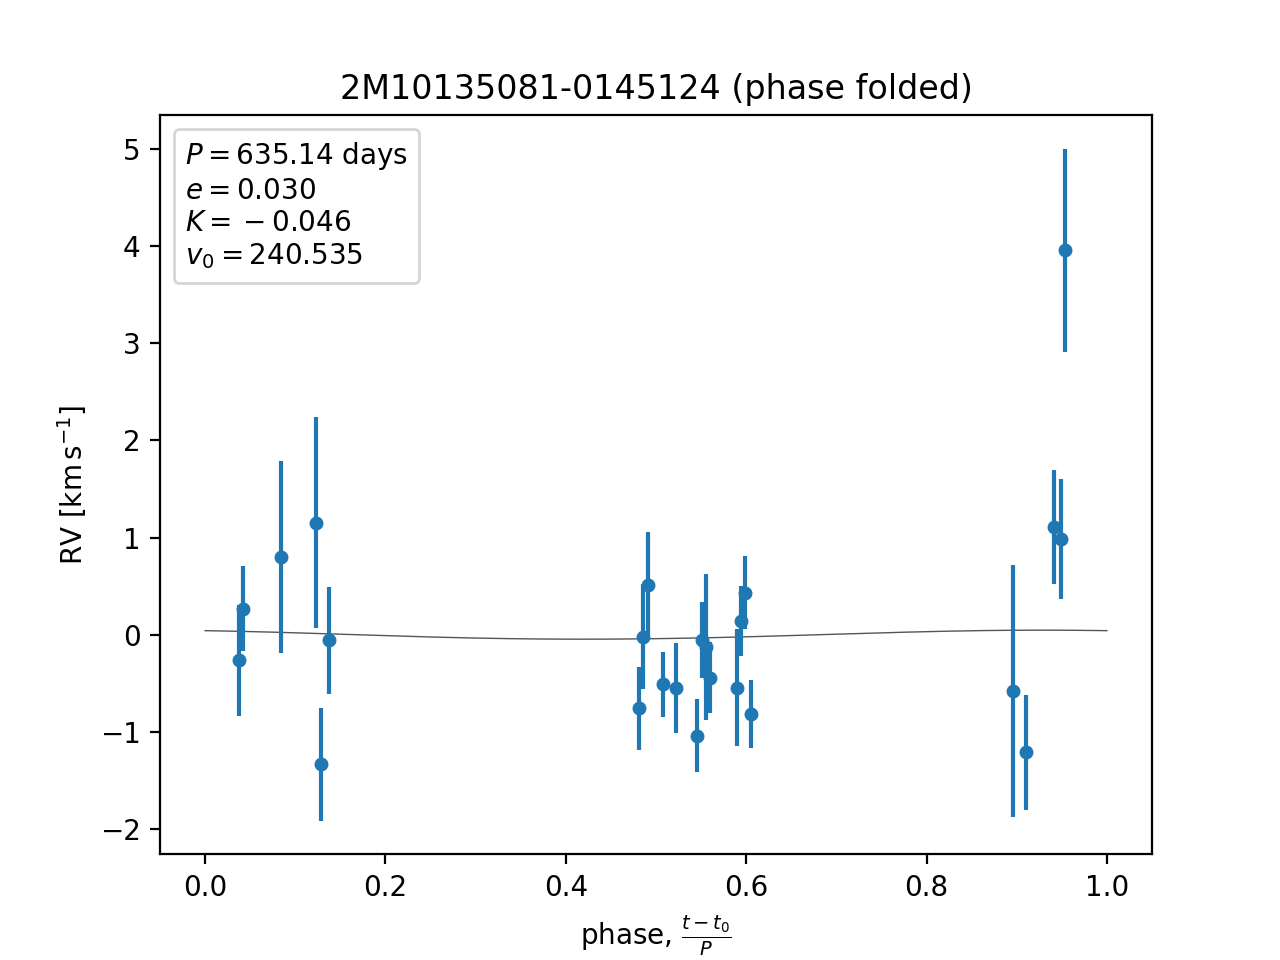 2M10135081-0145124 (phase folded)
P = 635.14 days
e = 0.030
K = −0.046
v₀ = 240.535
5
4
3
2
1
0
−1
−2
RV [km s⁻¹]
0.0 0.2 0.4 0.6 0.8 1.0
phase, (t − t₀)/P